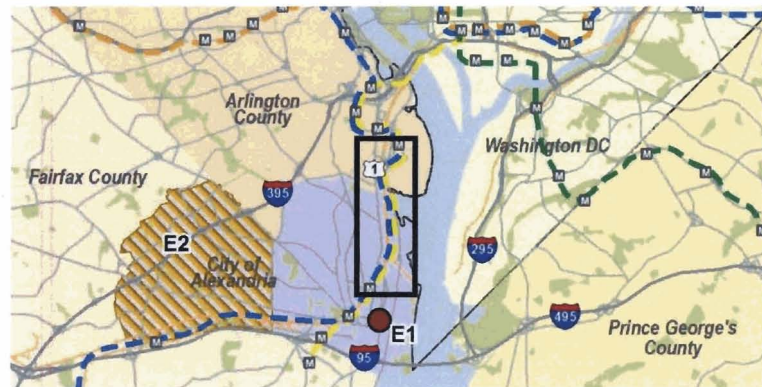 M M M M M M M M
M M
M M M
Arlington
County
M M M M
M
M
M
M
Washington DC
M M
1
Fairfax County
395
M
M
M
E2
City of
Alexandria
295
M
M
M
E1
495
Prince George's
County
M M
M
95